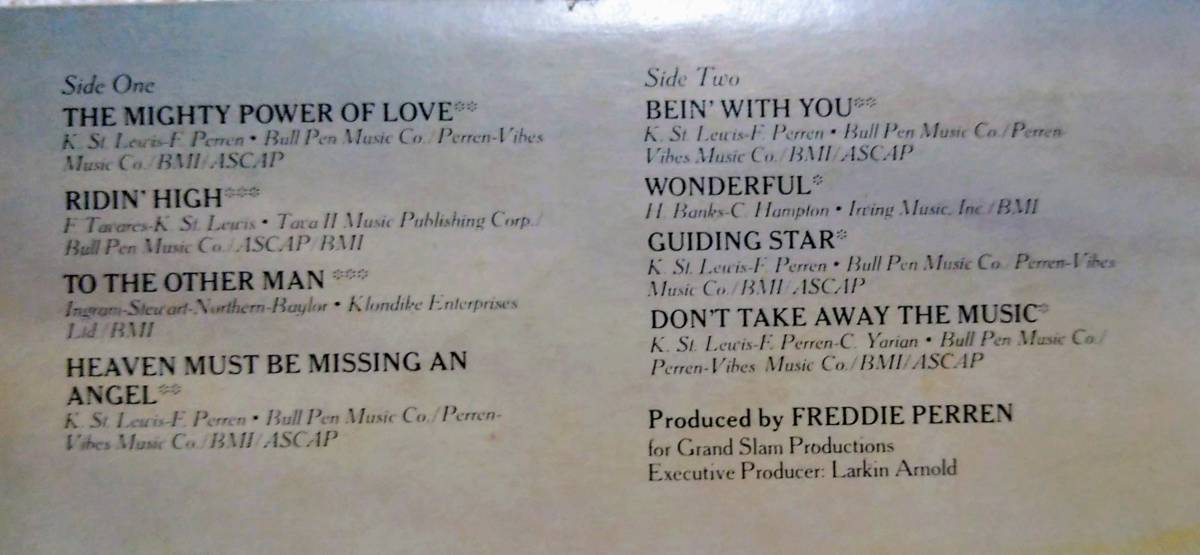 Side One
THE MIGHTY POWER OF LOVE**
K. St. Lewis-F. Perren • Bull Pen Music Co./Perren-Vibes
Music Co./BMI/ASCAP
RIDIN' HIGH***
F. Tavares-K. St. Lewis • Tava II Music Publishing Corp./
Bull Pen Music Co./ASCAP/BMI
TO THE OTHER MAN ***
Ingram-Stewart-Northern-Baylor • Klondike Enterprises
Ltd./BMI
HEAVEN MUST BE MISSING AN
ANGEL**
K. St. Lewis-F. Perren • Bull Pen Music Co./Perren-
Vibes Music Co./BMI/ASCAP
Side Two
BEIN' WITH YOU**
K. St. Lewis-F. Perren • Bull Pen Music Co./Perren-
Vibes Music Co./BMI/ASCAP
WONDERFUL*
H. Banks-C. Hampton • Irving Music, Inc./BMI
GUIDING STAR*
K. St. Lewis-F. Perren • Bull Pen Music Co./Perren-Vibes
Music Co./BMI/ASCAP
DON'T TAKE AWAY THE MUSIC*
K. St. Lewis-F. Perren-C. Yarian • Bull Pen Music Co./
Perren-Vibes Music Co./BMI/ASCAP
Produced by FREDDIE PERREN
for Grand Slam Productions
Executive Producer: Larkin Arnold